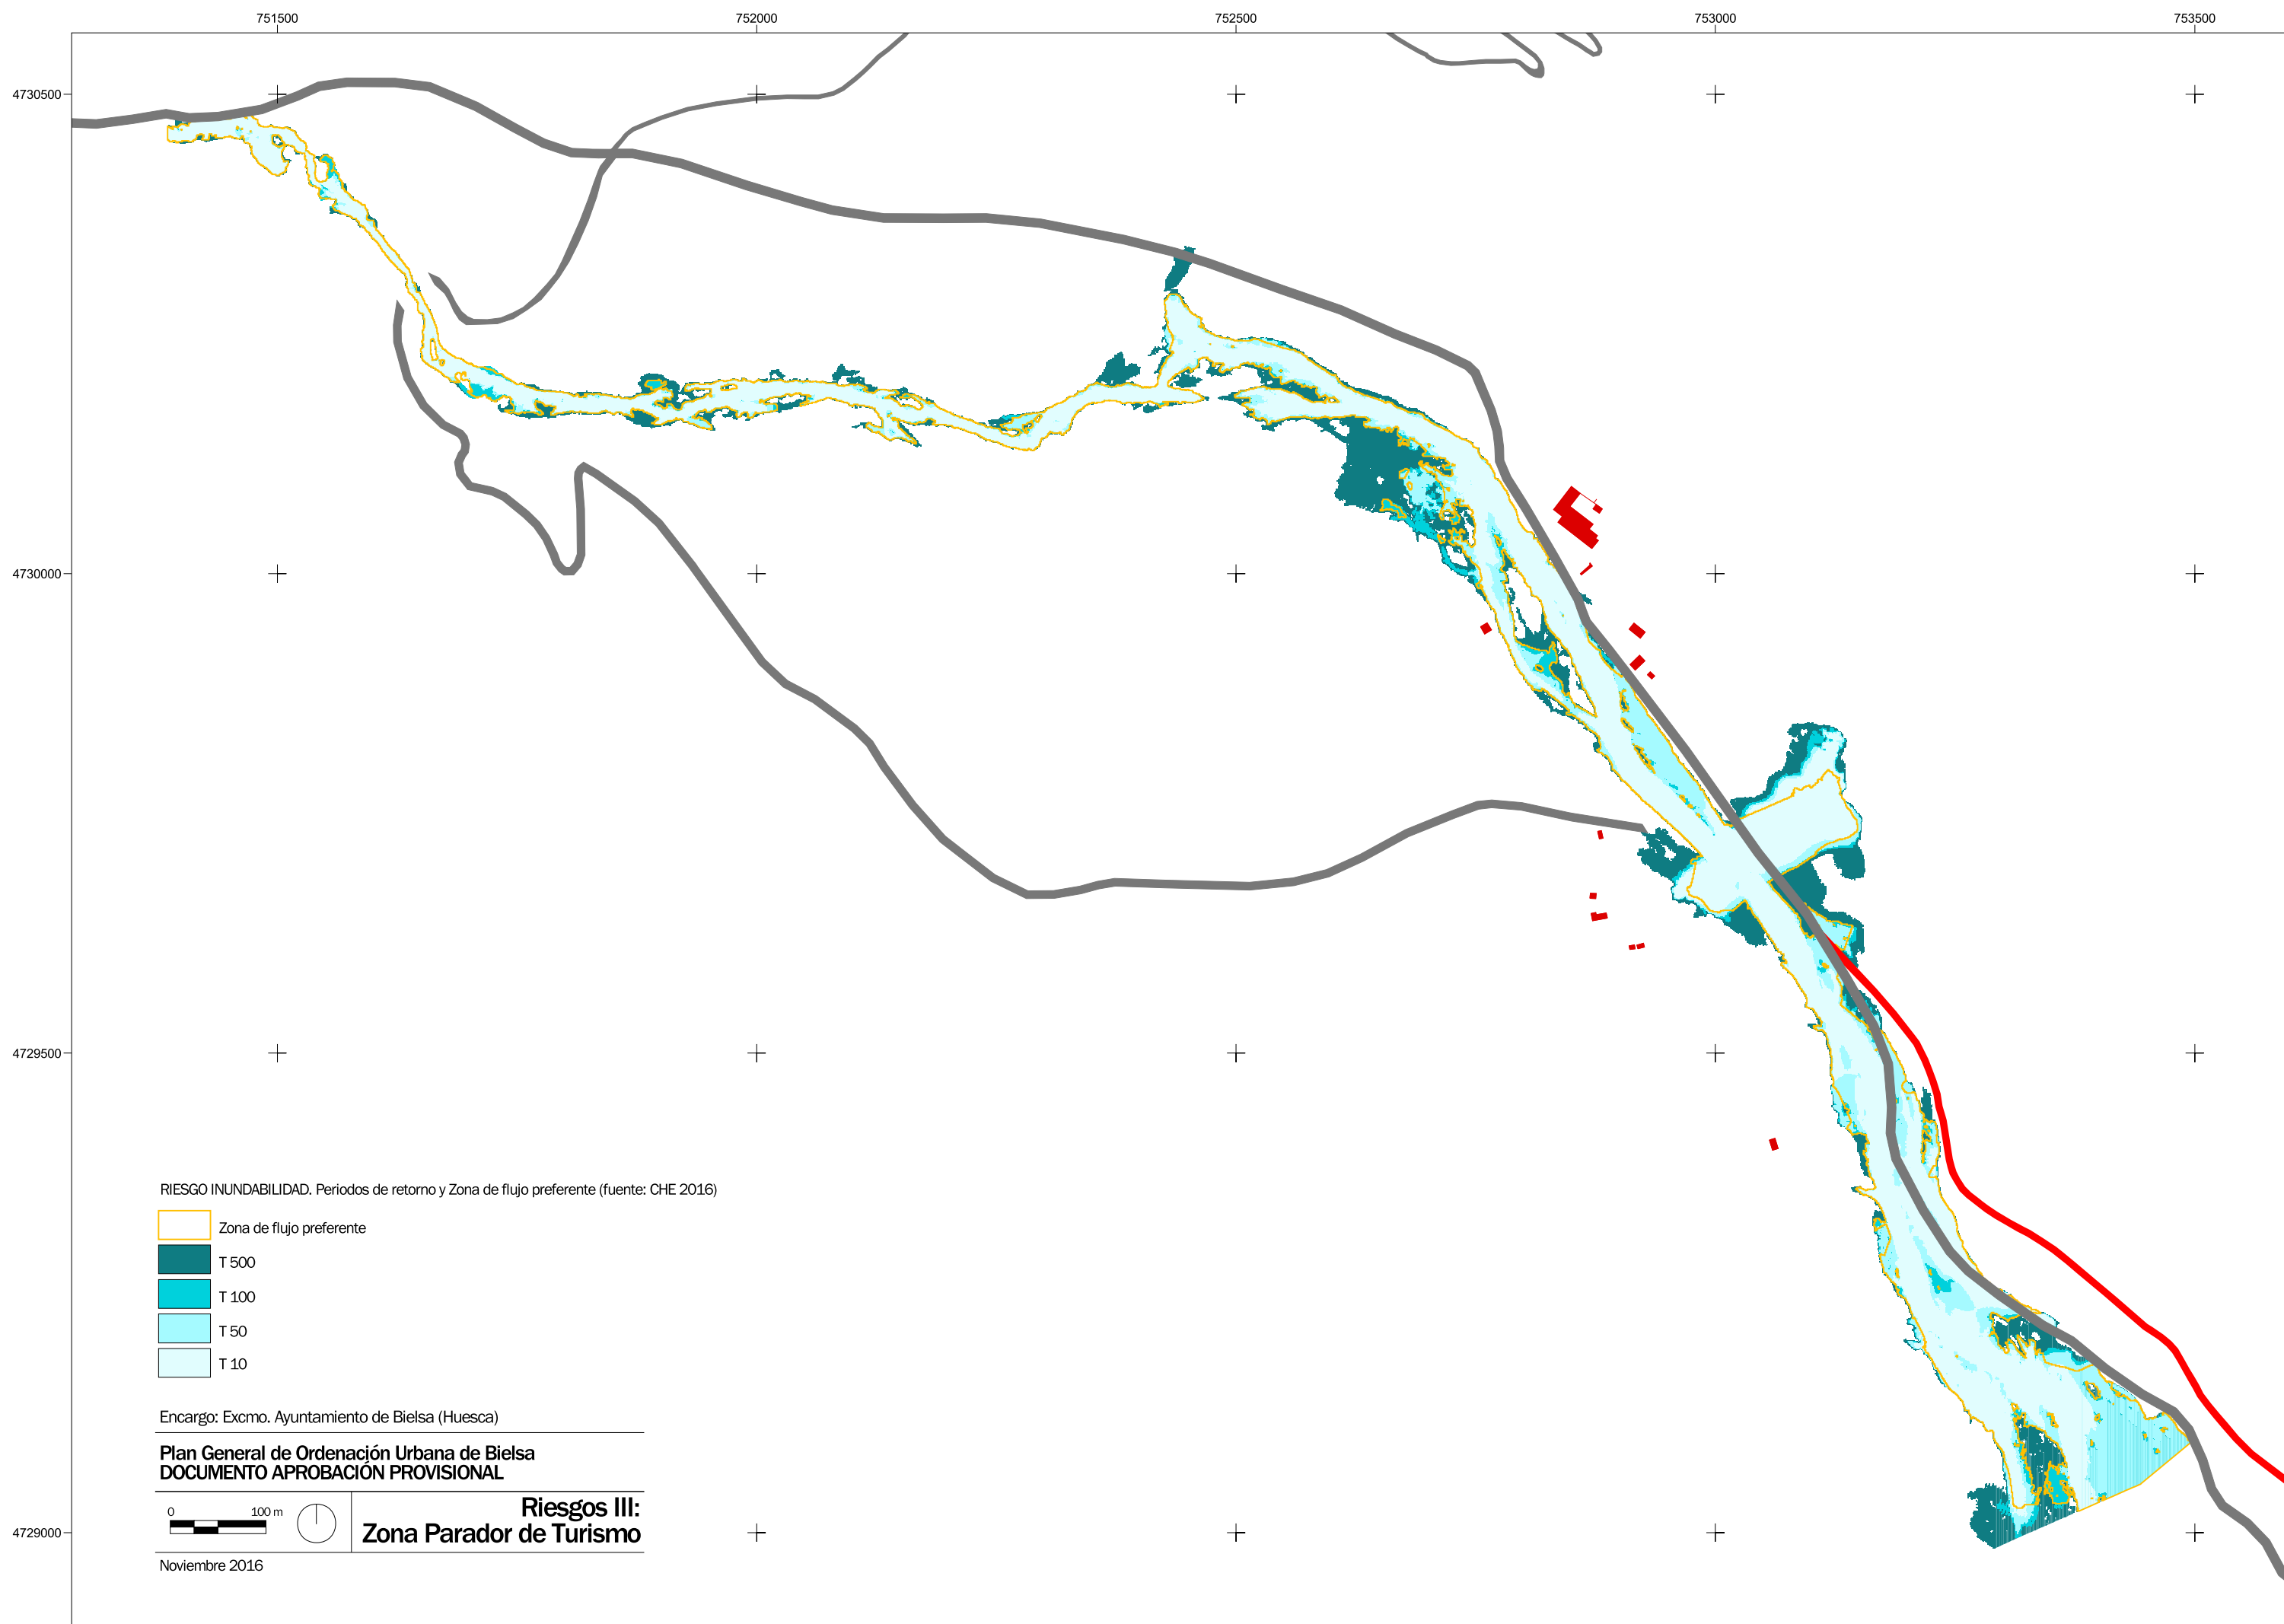 751500 752000 752500 753000 753500
4730500
4730000
4729500
RIESGO INUNDABILIDAD. Periodos de retorno y Zona de flujo preferente (fuente: CHE 2016)
Zona de flujo preferente
T 500
T 100
T 50
T 10
Encargo: Excmo. Ayuntamiento de Bielsa (Huesca)
Plan General de Ordenación Urbana de Bielsa
DOCUMENTO APROBACIÓN PROVISIONAL
0 100 m
Riesgos III:
Zona Parador de Turismo
4729000
Noviembre 2016